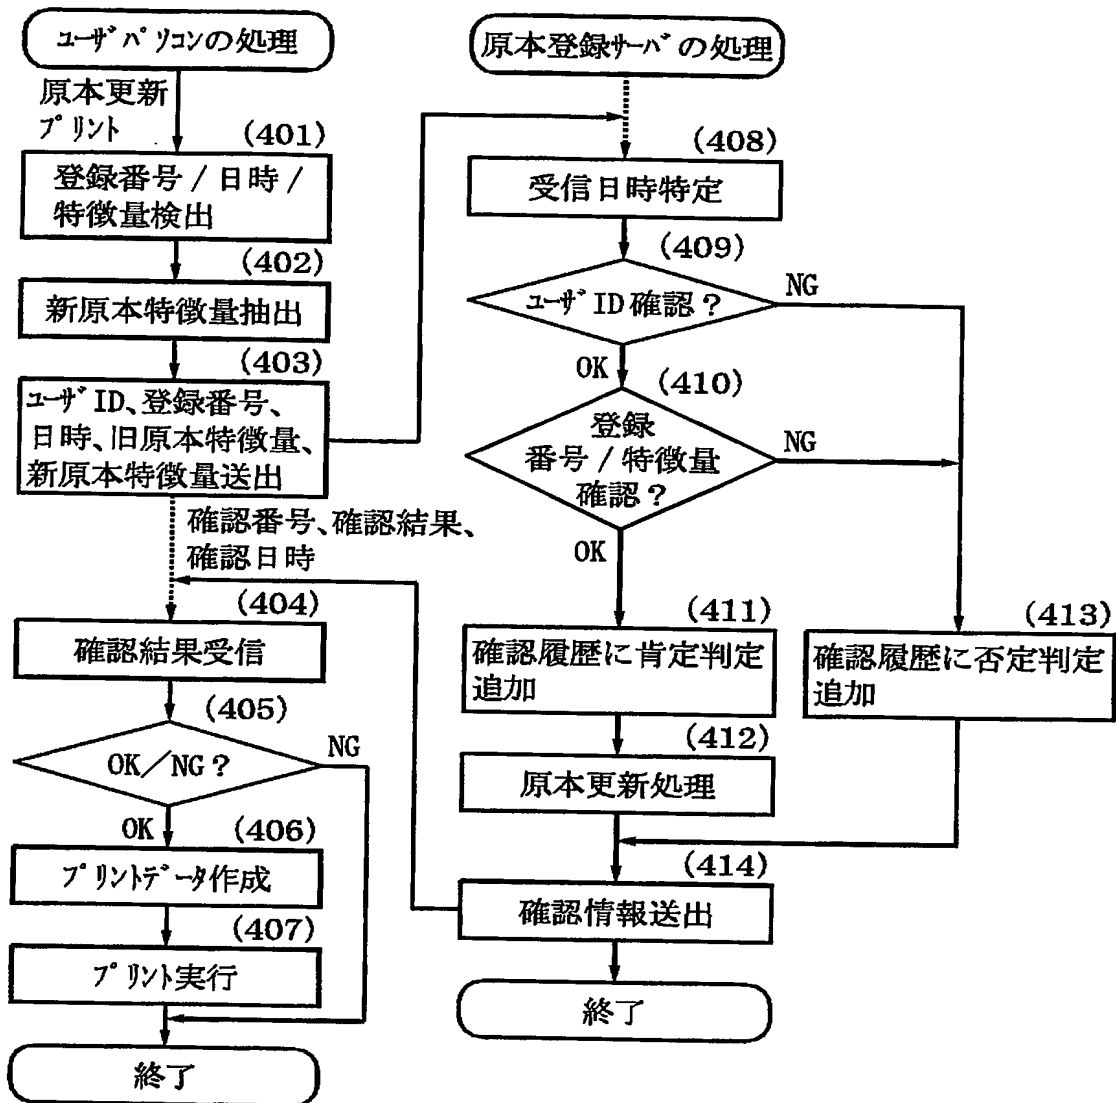 ﾕｰｻﾞﾊﾟｿｺﾝの処理
原本更新
ﾌﾟﾘﾝﾄ
(401)
登録番号/日時/
特徴量検出
(402)
新原本特徴量抽出
(403)
ﾕｰｻﾞID、登録番号、
日時、旧原本特徴量、
新原本特徴量送出
確認番号、確認結果、
確認日時
(404)
確認結果受信
(405)
OK/NG?
NG
OK
(406)
ﾌﾟﾘﾝﾄﾃﾞｰﾀ作成
(407)
ﾌﾟﾘﾝﾄ実行
終了
原本登録ｻｰﾊﾞの処理
(408)
受信日時特定
(409)
ﾕｰｻﾞID確認?
NG
OK
(410)
登録
番号/特徴量
確認?
NG
OK
(411)
確認履歴に肯定判定
追加
(412)
原本更新処理
(413)
確認履歴に否定判定
追加
(414)
確認情報送出
終了